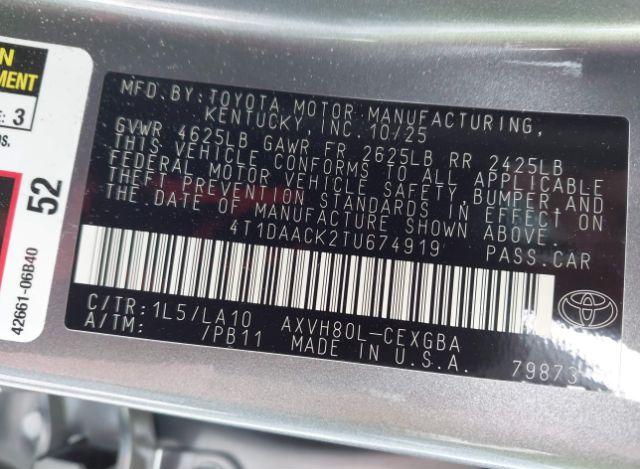 MFD.BY:TOYOTA MOTOR MANUFACTURING,
KENTUCKY, INC. 10/25
GVWR 4625LB GAWR FR 2625LB RR 2425LB
THIS VEHICLE CONFORMS TO ALL APPLICABLE
FEDERAL MOTOR VEHICLE SAFETY,BUMPER,AND
THEFT PREVENTION STANDARDS IN EFFECT ON
THE DATE OF MANUFACTURE SHOWN ABOVE.
4T1DAACK2TU674919 PASS.CAR
C/TR:1L5/LA10 AXVH80L-CEXGBA
A/TM: /PB11 MADE IN U.S.A. 79873
52
42661-06B40